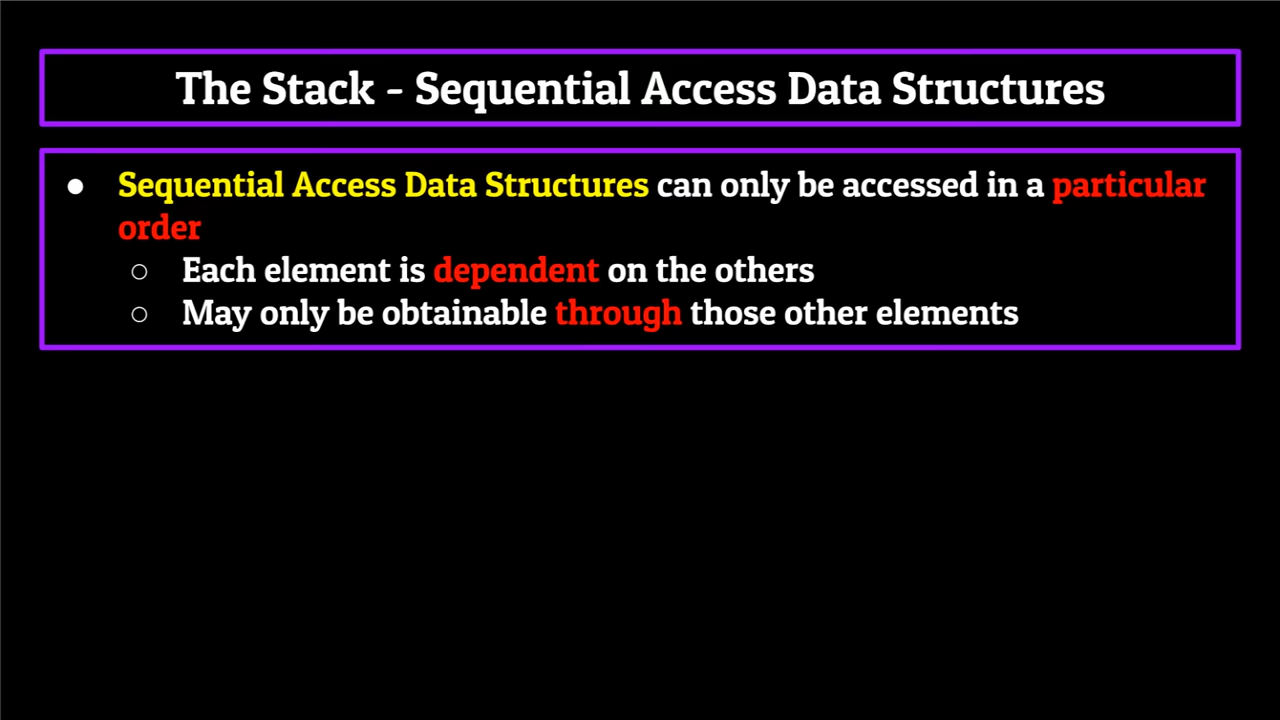 The Stack - Sequential Access Data Structures
● Sequential Access Data Structures can only be accessed in a particular
order
○ Each element is dependent on the others
○ May only be obtainable through those other elements